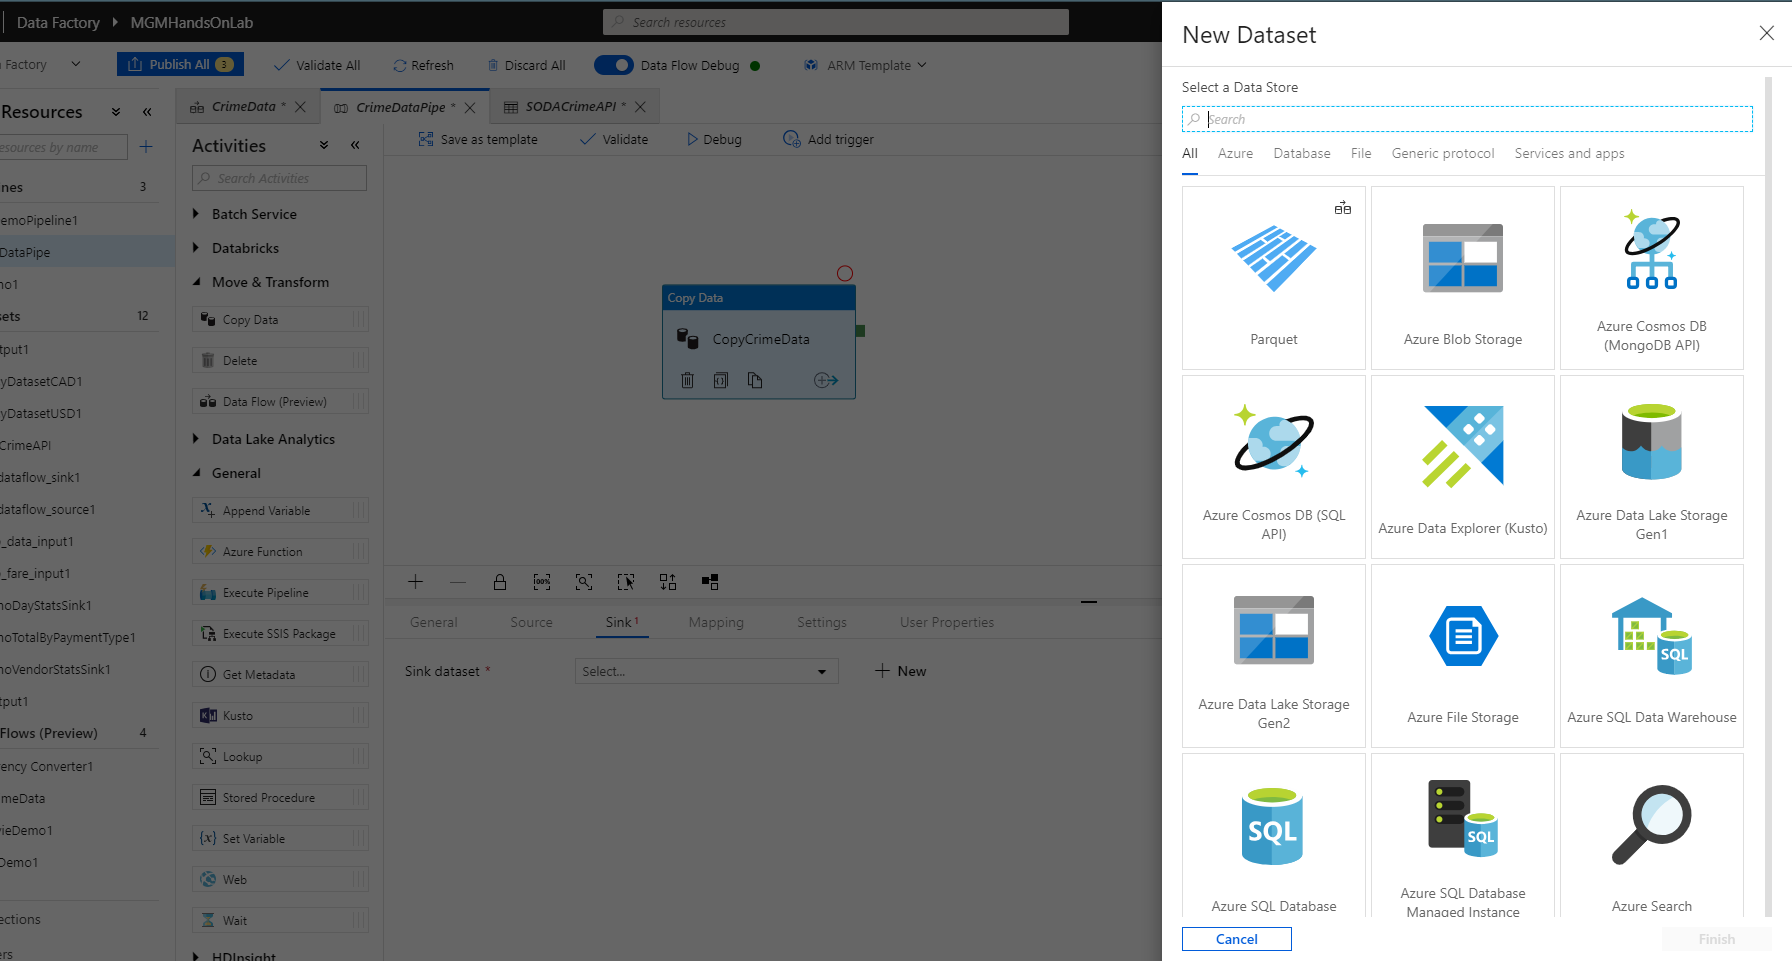 Data Factory
MGMHandsOnLab
Search resources
Factory
Publish All 3
Validate All
Refresh
Discard All
Data Flow Debug
ARM Template
Resources
esources by name
nes 3
emoPipeline1
DataPipe
no1
sets 12
tput1
yDatasetCAD1
yDatasetUSD1
CrimeAPI
dataflow_sink1
dataflow_source1
_data_input1
_fare_input1
noDayStatsSink1
noTotalByPaymentType1
noVendorStatsSink1
tput1
Flows (Preview) 4
ency Converter1
meData
vieDemo1
Demo1
ections
ers
CrimeData *
CrimeDataPipe *
SODACrimeAPI *
Activities
Search Activities
Batch Service
Databricks
Move & Transform
Copy Data
Delete
Data Flow (Preview)
Data Lake Analytics
General
Append Variable
Azure Function
Execute Pipeline
Execute SSIS Package
Get Metadata
Kusto
Lookup
Stored Procedure
Set Variable
Web
Wait
HDInsight
Save as template
Validate
Debug
Add trigger
Copy Data
CopyCrimeData
100%
General
Source
Sink 1
Mapping
Settings
User Properties
Sink dataset *
Select...
New
New Dataset
Select a Data Store
Search
All
Azure
Database
File
Generic protocol
Services and apps
Parquet
Azure Blob Storage
Azure Cosmos DB
(MongoDB API)
Azure Cosmos DB (SQL
API)
Azure Data Explorer (Kusto)
Azure Data Lake Storage
Gen1
Azure Data Lake Storage
Gen2
Azure File Storage
SQL
Azure SQL Data Warehouse
SQL
Azure SQL Database
SQL
Azure SQL Database
Managed Instance
Azure Search
Cancel
Finish